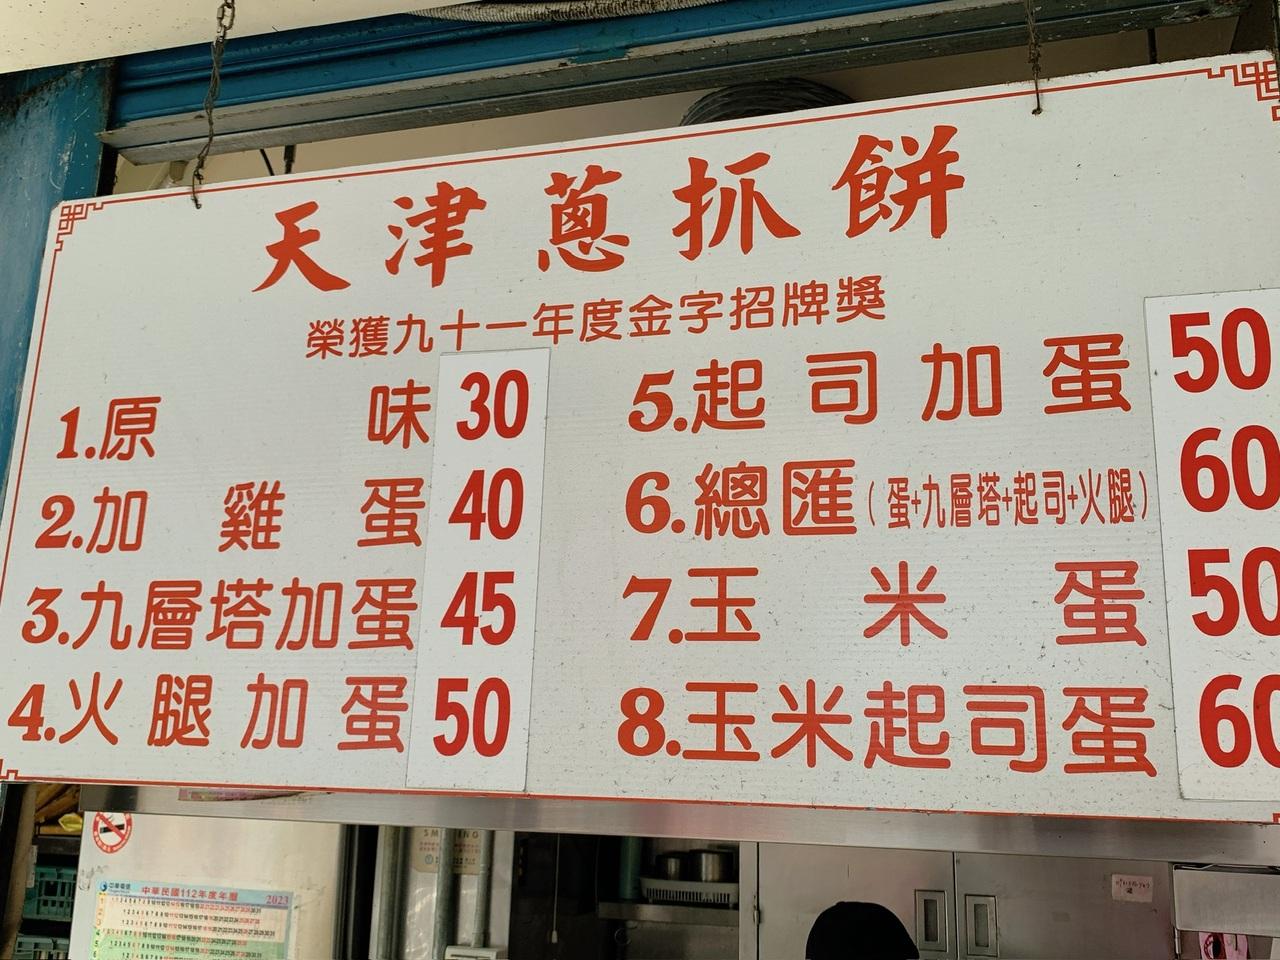 天津蔥抓餅
榮獲九十一年度金字招牌獎
1.原味 30
2.加雞蛋 40
3.九層塔加蛋 45
4.火腿加蛋 50
5.起司加蛋 50
6.總匯(蛋+九層塔+起司+火腿) 60
7.玉米蛋 50
8.玉米起司蛋 60
中華民國112年度年曆 2023